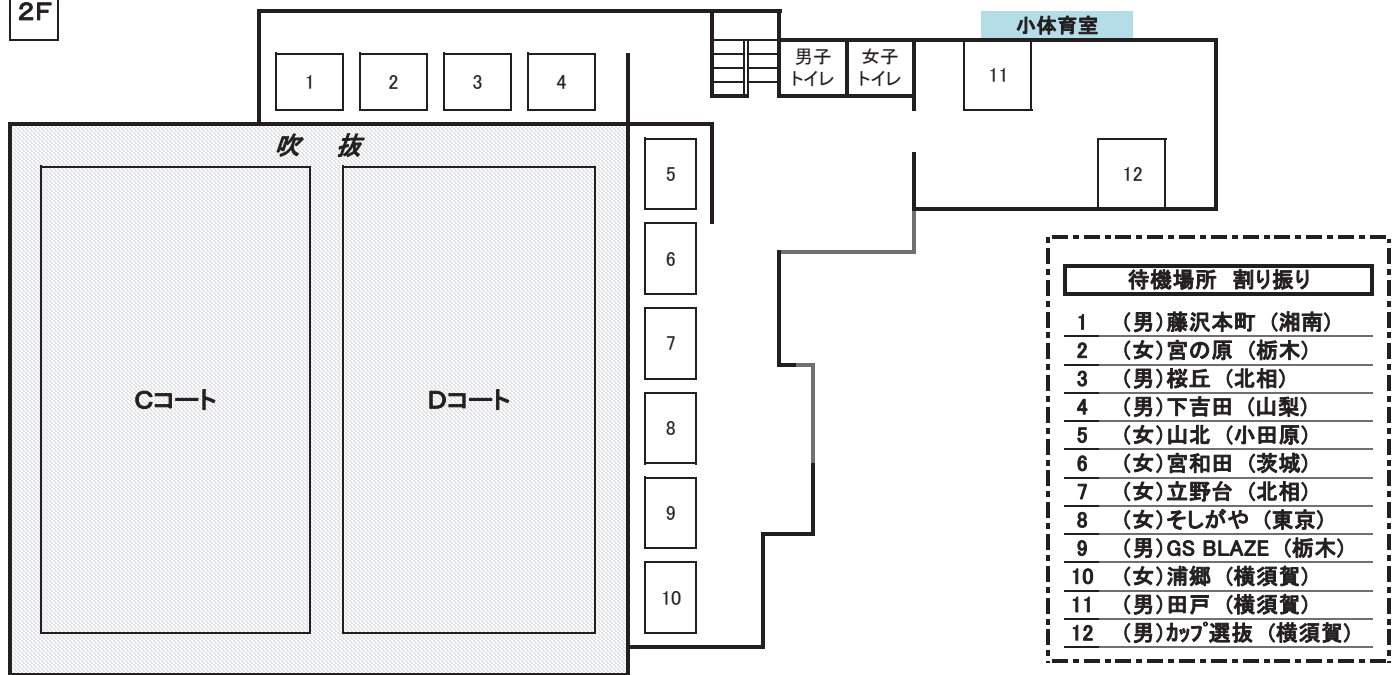 2F
小体育室
男子
トイレ
女子
トイレ
1
2
3
4
11
吹 抜
5
12
6
7
8
9
10
Cコート
Dコート
待機場所 割り振り
1 (男)藤沢本町 (湘南)
2 (女)宮の原 (栃木)
3 (男)桜丘 (北相)
4 (男)下吉田 (山梨)
5 (女)山北 (小田原)
6 (女)宮和田 (茨城)
7 (女)立野台 (北相)
8 (女)そしがや (東京)
9 (男)GS BLAZE (栃木)
10 (女)浦郷 (横須賀)
11 (男)田戸 (横須賀)
12 (男)カップ選抜 (横須賀)